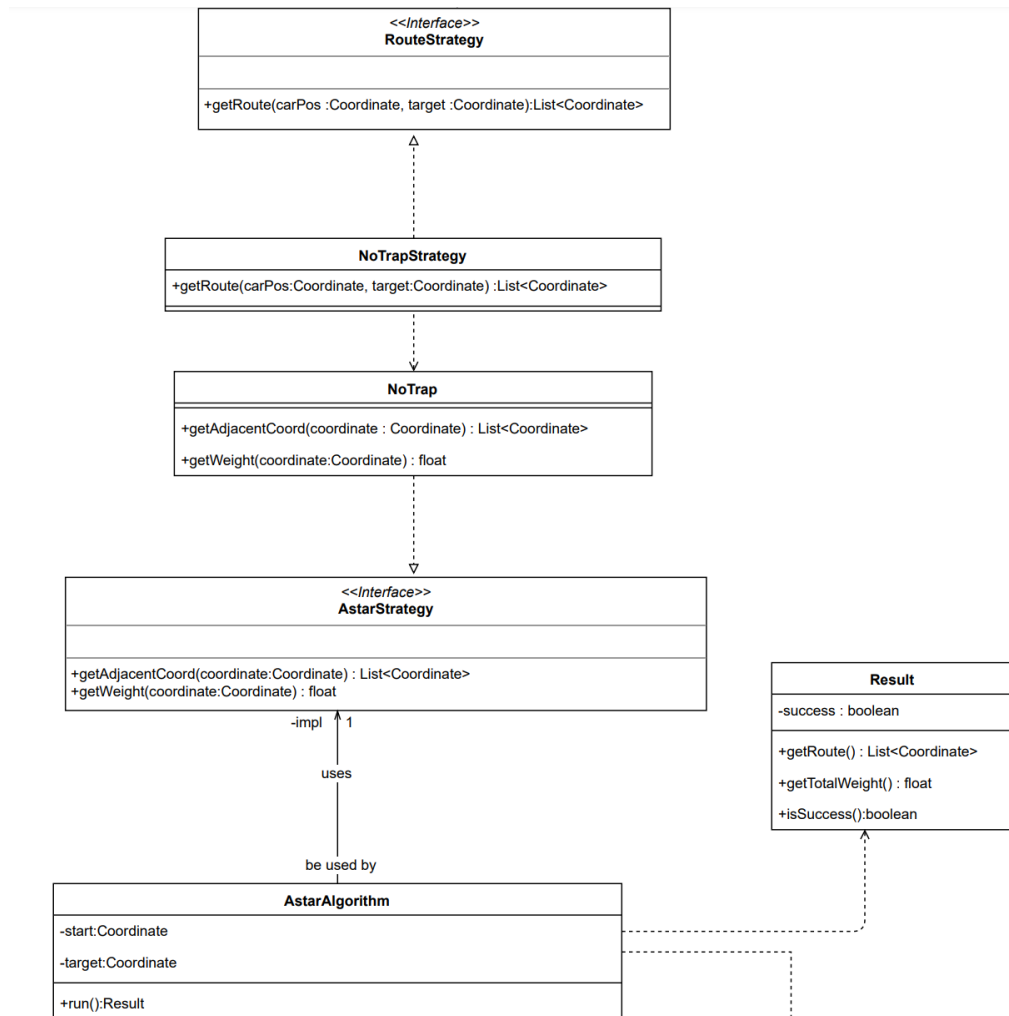 <<Interface>>
RouteStrategy
+getRoute(carPos :Coordinate, target :Coordinate):List<Coordinate>
NoTrapStrategy
+getRoute(carPos:Coordinate, target:Coordinate) :List<Coordinate>
NoTrap
+getAdjacentCoord(coordinate : Coordinate) : List<Coordinate>
+getWeight(coordinate:Coordinate) : float
<<Interface>>
AstarStrategy
+getAdjacentCoord(coordinate:Coordinate) : List<Coordinate>
+getWeight(coordinate:Coordinate) : float
-impl 1
uses
be used by
Result
-success : boolean
+getRoute() : List<Coordinate>
+getTotalWeight() : float
+isSuccess():boolean
AstarAlgorithm
-start:Coordinate
-target:Coordinate
+run():Result